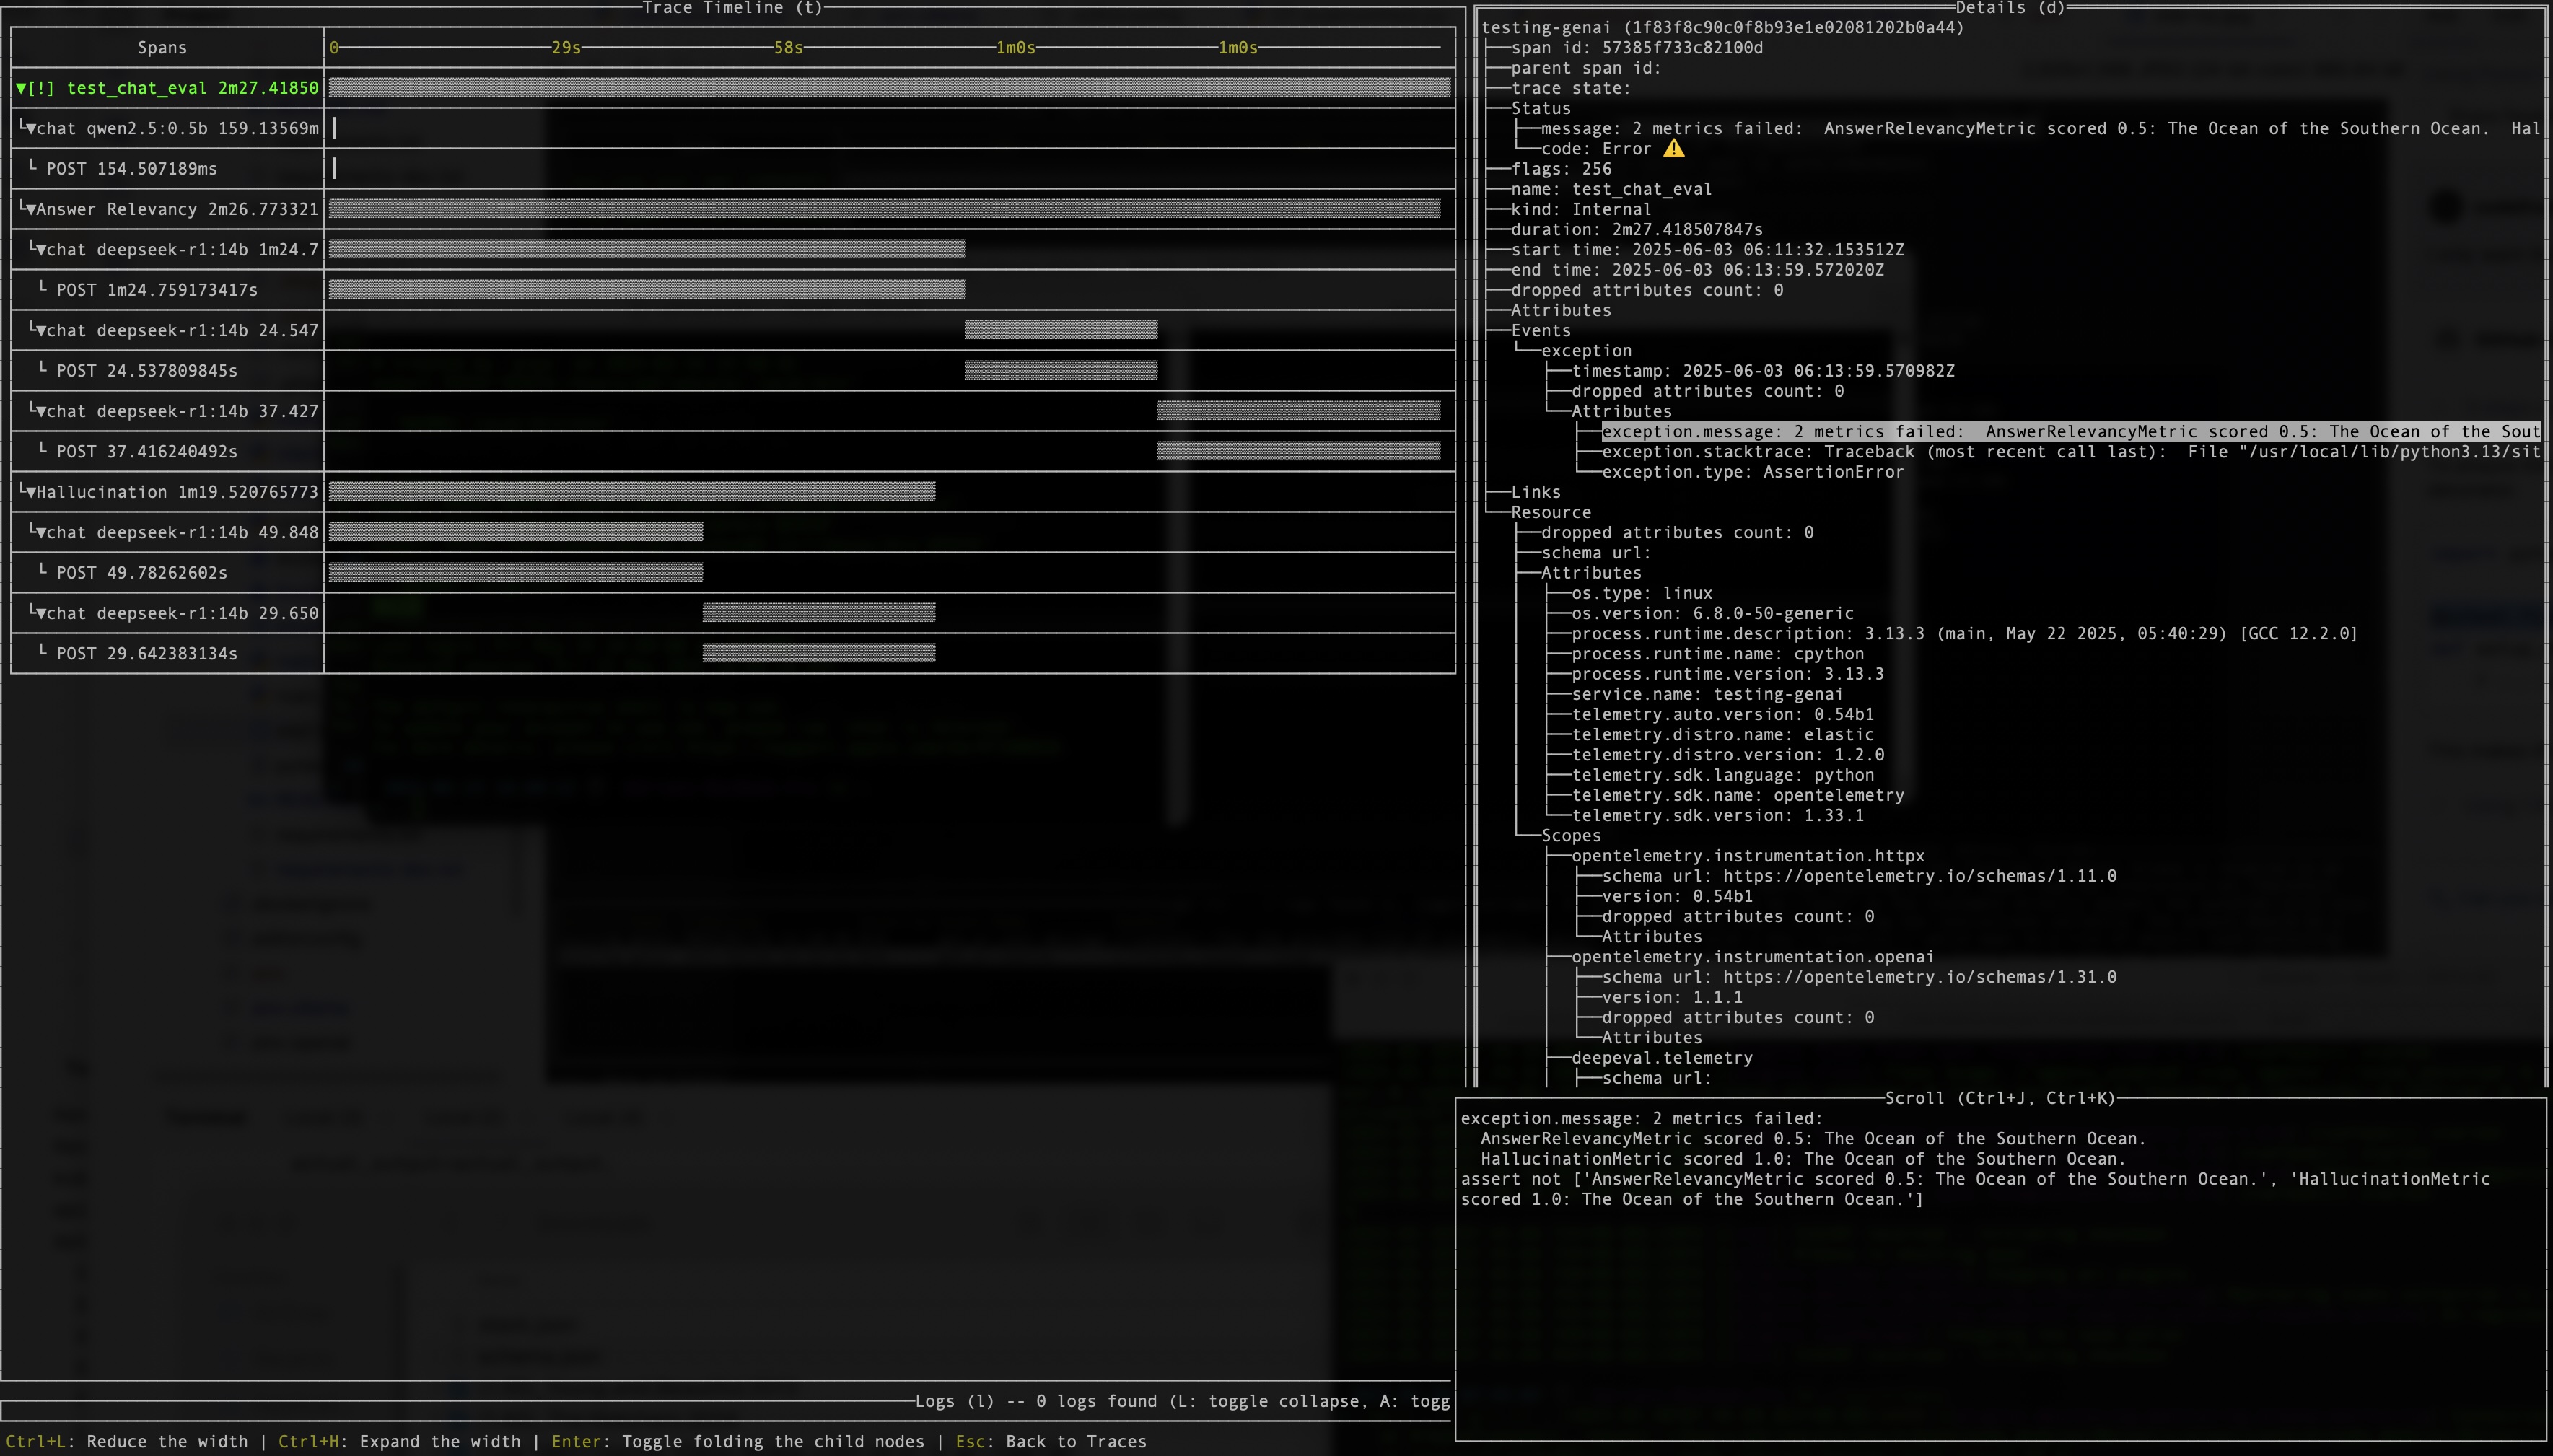 Trace Timeline (t)
Spans
0 29s 58s 1m0s 1m0s
▼[!] test_chat_eval 2m27.41850
└▼chat qwen2.5:0.5b 159.13569m
└ POST 154.507189ms
└▼Answer Relevancy 2m26.773321
└▼chat deepseek-r1:14b 1m24.7
└ POST 1m24.759173417s
└▼chat deepseek-r1:14b 24.547
└ POST 24.537809845s
└▼chat deepseek-r1:14b 37.427
└ POST 37.416240492s
└▼Hallucination 1m19.520765773
└▼chat deepseek-r1:14b 49.848
└ POST 49.78262602s
└▼chat deepseek-r1:14b 29.650
└ POST 29.642383134s
Details (d)
testing-genai (1f83f8c90c0f8b93e1e02081202b0a44)
├──span id: 57385f733c82100d
├──parent span id:
├──trace state:
├──Status
│  ├──message: 2 metrics failed:  AnswerRelevancyMetric scored 0.5: The Ocean of the Southern Ocean.  Hal
│  └──code: Error ⚠️
├──flags: 256
├──name: test_chat_eval
├──kind: Internal
├──duration: 2m27.418507847s
├──start time: 2025-06-03 06:11:32.153512Z
├──end time: 2025-06-03 06:13:59.572020Z
├──dropped attributes count: 0
├──Attributes
├──Events
│  └──exception
│     ├──timestamp: 2025-06-03 06:13:59.570982Z
│     ├──dropped attributes count: 0
│     └──Attributes
│        ├──exception.message: 2 metrics failed:  AnswerRelevancyMetric scored 0.5: The Ocean of the Sout
│        ├──exception.stacktrace: Traceback (most recent call last):  File "/usr/local/lib/python3.13/sit
│        └──exception.type: AssertionError
├──Links
└──Resource
   ├──dropped attributes count: 0
   ├──schema url:
   ├──Attributes
   │  ├──os.type: linux
   │  ├──os.version: 6.8.0-50-generic
   │  ├──process.runtime.description: 3.13.3 (main, May 22 2025, 05:40:29) [GCC 12.2.0]
   │  ├──process.runtime.name: cpython
   │  ├──process.runtime.version: 3.13.3
   │  ├──service.name: testing-genai
   │  ├──telemetry.auto.version: 0.54b1
   │  ├──telemetry.distro.name: elastic
   │  ├──telemetry.distro.version: 1.2.0
   │  ├──telemetry.sdk.language: python
   │  ├──telemetry.sdk.name: opentelemetry
   │  └──telemetry.sdk.version: 1.33.1
   └──Scopes
      ├──opentelemetry.instrumentation.httpx
      │  ├──schema url: https://opentelemetry.io/schemas/1.11.0
      │  ├──version: 0.54b1
      │  ├──dropped attributes count: 0
      │  └──Attributes
      ├──opentelemetry.instrumentation.openai
      │  ├──schema url: https://opentelemetry.io/schemas/1.31.0
      │  ├──version: 1.1.1
      │  ├──dropped attributes count: 0
      │  └──Attributes
      ├──deepeval.telemetry
      │  ├──schema url:
Scroll (Ctrl+J, Ctrl+K)
exception.message: 2 metrics failed:
  AnswerRelevancyMetric scored 0.5: The Ocean of the Southern Ocean.
  HallucinationMetric scored 1.0: The Ocean of the Southern Ocean.
assert not ['AnswerRelevancyMetric scored 0.5: The Ocean of the Southern Ocean.', 'HallucinationMetric
scored 1.0: The Ocean of the Southern Ocean.']
Logs (l) -- 0 logs found (L: toggle collapse, A: togg
Ctrl+L: Reduce the width | Ctrl+H: Expand the width | Enter: Toggle folding the child nodes | Esc: Back to Traces